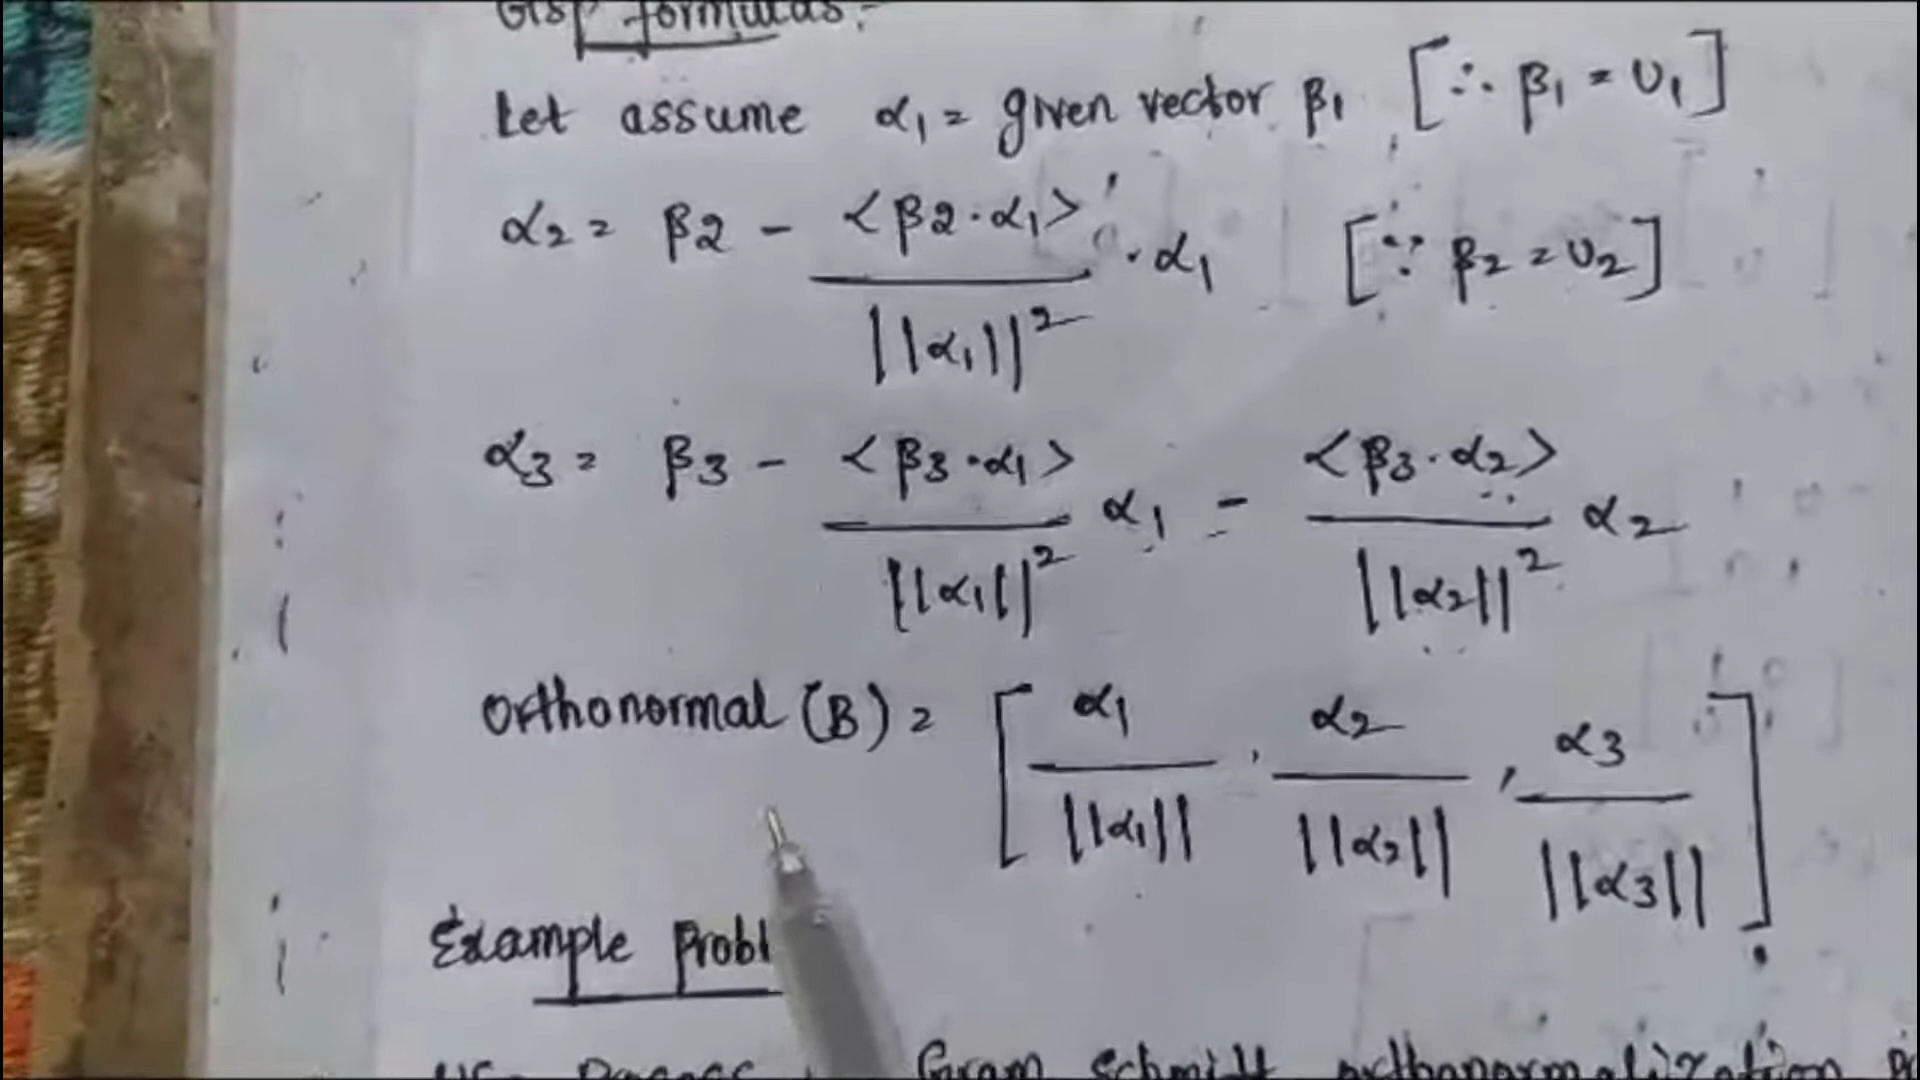 formulas:-
Let assume α1 = given vector β1 [∴ β1 = υ1]
α2 = β2 - <β2·α1> / ||α1||² · α1 [∵ β2 = υ2]
α3 = β3 - <β3·α1> / ||α1||² α1 - <β3·α2> / ||α2||² α2
Orthonormal (B) = [α1 / ||α1||, α2 / ||α2||, α3 / ||α3||]
Example Probl
Gram Schmidt orthonormalization